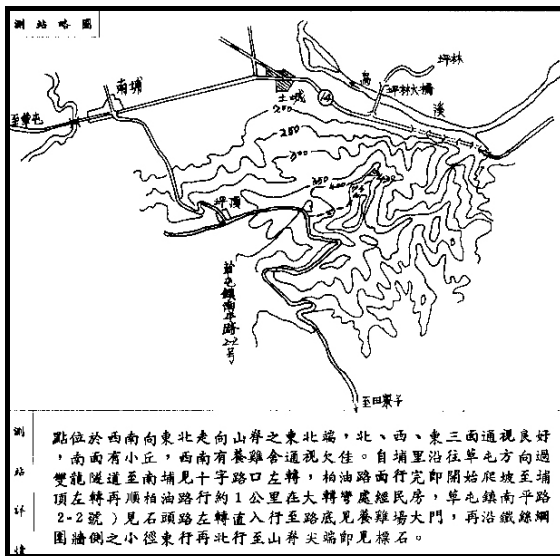 測站略圖
坪林
南埔
烏
坪林大橋
土城
14
溪
至草屯
200
250
300
350
400
坪頂
草屯鎮南平路22号
至田寮子
測站詳繪
點位於西南向東北走向山脊之東北端，北、西、東三面通視良好
，南面有小丘，西南有養雞舍通視欠佳。自埔里沿往草屯方向過
雙龍隧道至南埔見十字路口左轉，柏油路面行完即開始爬坡至埔
頂左轉再順柏油路行約1公里在大轉彎處經民房，草屯鎮南平路
2-2號）見石頭路左轉直入行至路底見養雞場大門，再沿鐵絲網
圍牆側之小徑東行再北行至山脊尖端即見標石。